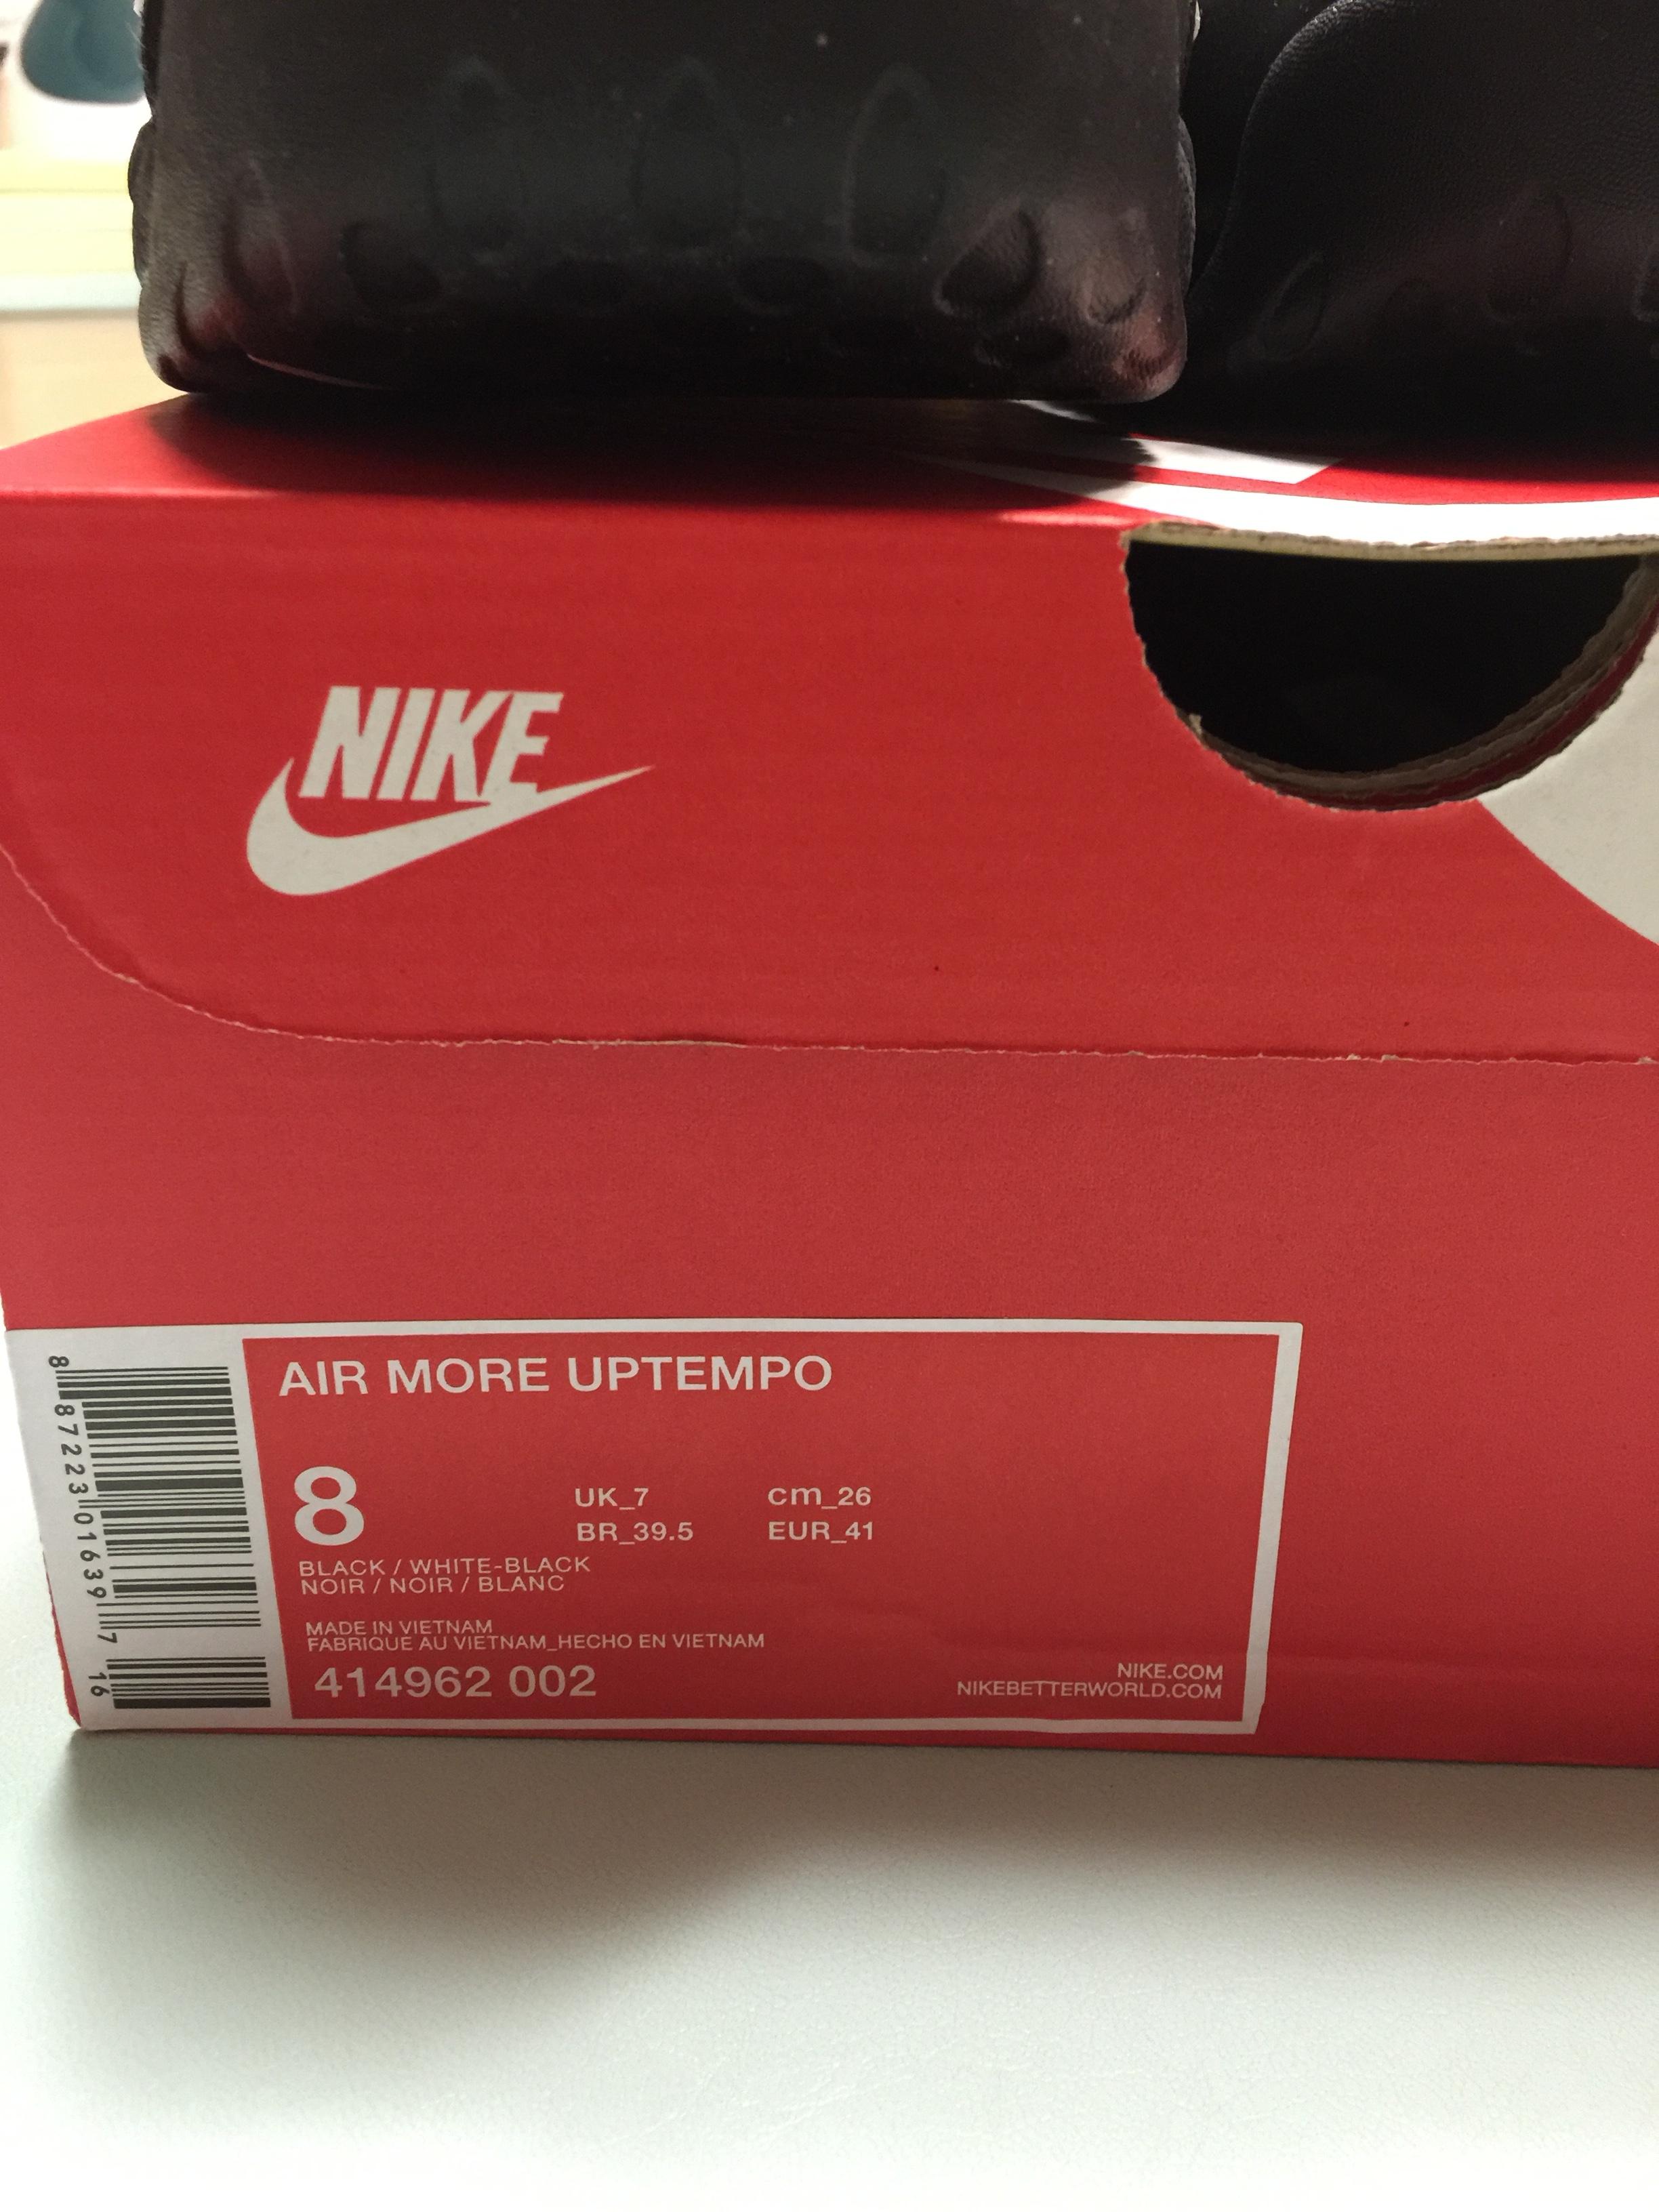 NIKE
AIR MORE UPTEMPO
8
UK_7 cm_26
BR_39.5 EUR_41
BLACK / WHITE-BLACK
NOIR / NOIR / BLANC
MADE IN VIETNAM
FABRIQUE AU VIETNAM_HECHO EN VIETNAM
414962 002
NIKE.COM
NIKEBETTERWORLD.COM
8 87223 01639 7 16